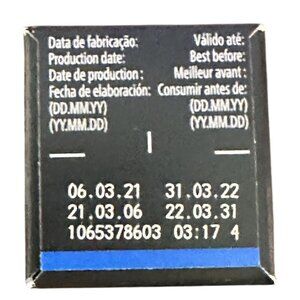 Data de fabricação: Válido até:
Production date: Best before:
Date de production : Meilleur avant :
Fecha de elaboración: Consumir antes de:
(DD.MM.YY) (DD.MM.YY)
(YY.MM.DD) (YY.MM.DD)
06.03.21 31.03.22
21.03.06 22.03.31
1065378603 03:17 4